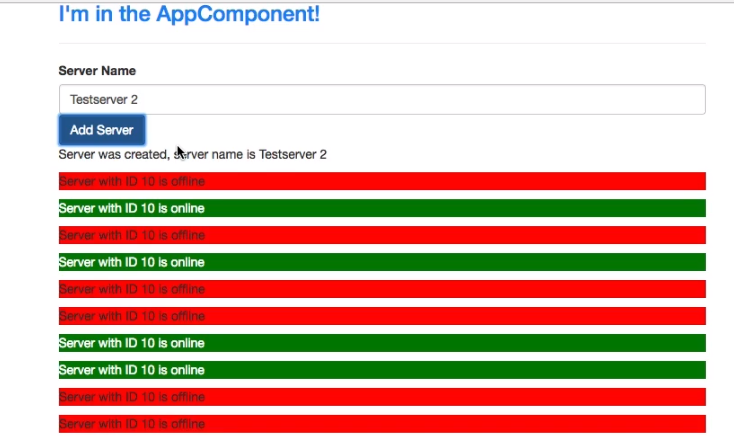 I'm in the AppComponent!
Server Name
Testserver 2
Add Server
Server was created, server name is Testserver 2
Server with ID 10 is offline
Server with ID 10 is online
Server with ID 10 is offline
Server with ID 10 is online
Server with ID 10 is offline
Server with ID 10 is offline
Server with ID 10 is online
Server with ID 10 is online
Server with ID 10 is offline
Server with ID 10 is offline